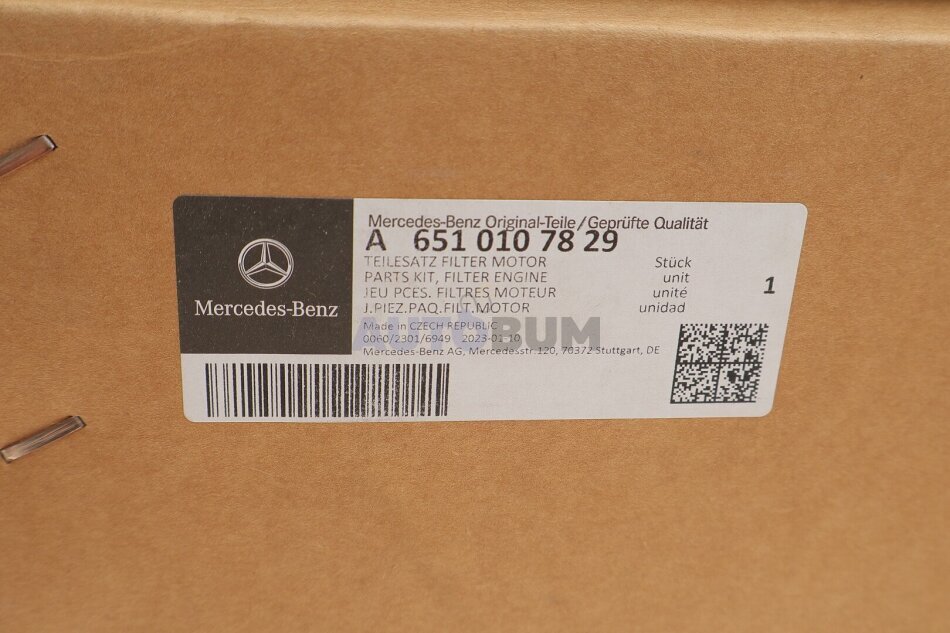 Mercedes-Benz
Mercedes-Benz Original-Teile/Geprüfte Qualität
A 651 010 78 29
TEILESATZ FILTER MOTOR Stück
PARTS KIT, FILTER ENGINE unit
JEU PCES. FILTRES MOTEUR unité
J.PIEZ.PAQ.FILT.MOTOR unidad
1
Made in CZECH REPUBLIC
0060/2301/6949 2023-01-10
Mercedes-Benz AG, Mercedesstr.120, 70372 Stuttgart, DE
AUTOBUM